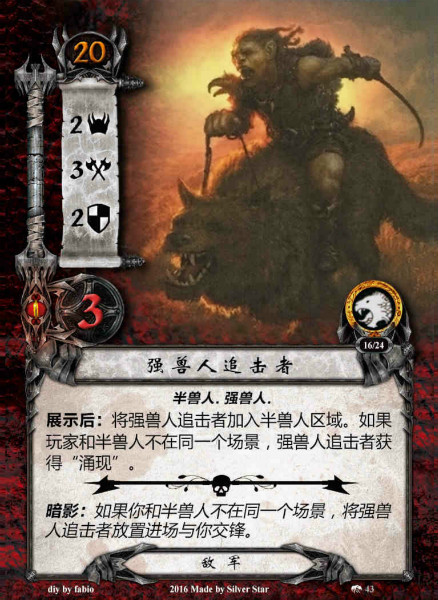 20
2
3
2
3
16/24
强兽人追击者
半兽人. 强兽人.
展示后：将强兽人追击者加入半兽人区域。如果
玩家和半兽人不在同一个场景，强兽人追击者获
得“涌现”。
暗影：如果你和半兽人不在同一个场景，将强兽
人追击者放置进场与你交锋。
敌军
diy by fabio
2016 Made by Silver Star
43